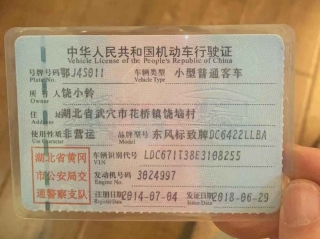 中华人民共和国机动车行驶证
Vehicle License of the People's Republic of China
号牌号码 鄂J45011 车辆类型 小型普通客车
Plate No. Vehicle Type
所有人 饶小铃
Owner
住址 湖北省武穴市花桥镇饶垴村
使用性质 非营运 品牌型号 东风标致牌DC6422LLBA
Use Character Model
湖北省黄冈市公安局交通警察支队
车辆识别代号 LDC671T38E3108255
VIN
发动机号码 3824997
Engine No.
注册日期 2014-07-04 发证日期 2018-06-29
Register Date Issue Date